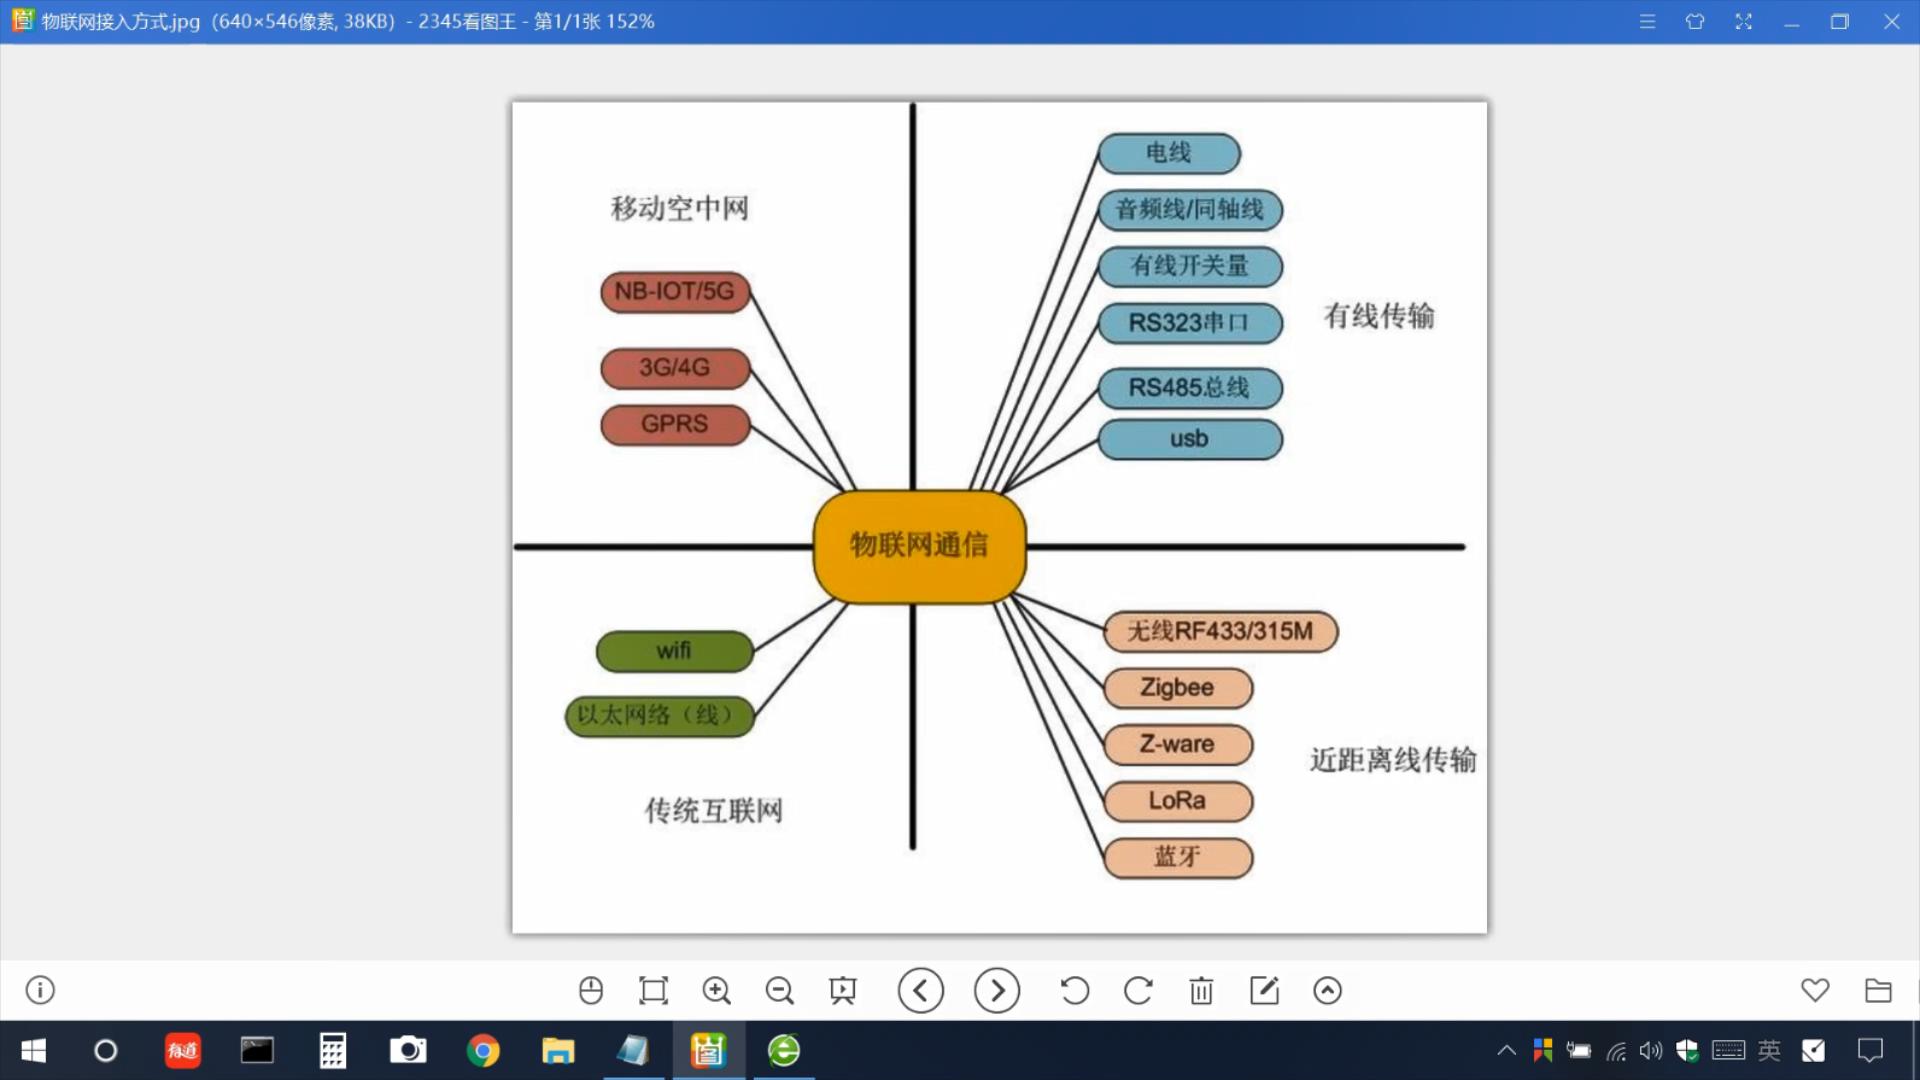 物联网接入方式.jpg（640×546像素, 38KB）- 2345看图王 - 第1/1张 152%
移动空中网
NB-IOT/5G
3G/4G
GPRS
电线
音频线/同轴线
有线开关量
RS323串口
RS485总线
usb
有线传输
物联网通信
wifi
以太网络（线）
传统互联网
无线RF433/315M
Zigbee
Z-ware
LoRa
蓝牙
近距离线传输
有道
英